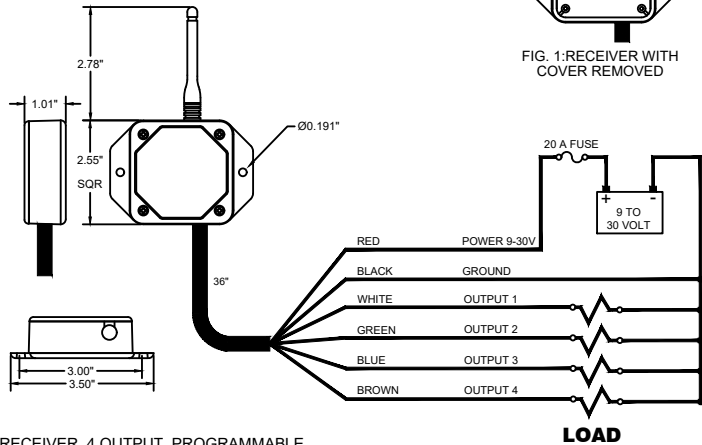 FIG. 1:RECEIVER WITH
COVER REMOVED
2.78"
1.01"
2.55"
SQR
Ø0.191"
20 A FUSE
+ -
9 TO
30 VOLT
RED POWER 9-30V
BLACK GROUND
WHITE OUTPUT 1
GREEN OUTPUT 2
BLUE OUTPUT 3
BROWN OUTPUT 4
36"
3.00"
3.50"
LOAD
RECEIVER, 4 OUTPUT, PROGRAMMABLE